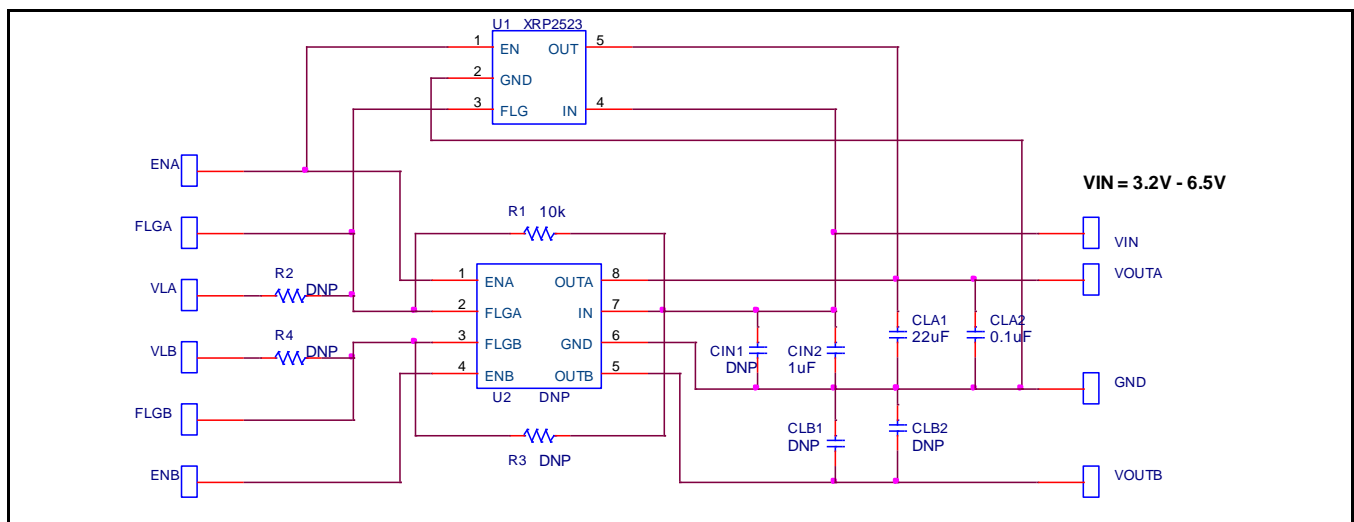 U1 XRP2523
1 EN OUT 5
2 GND
3 FLG IN 4
ENA
VIN = 3.2V - 6.5V
R1 10k
FLGA
VIN
R2
1 ENA OUTA 8
VOUTA
VLA
DNP
2 FLGA IN 7
R4
3 FLGB GND 6
CLA1
22uF
CLA2
0.1uF
VLB
DNP
CIN1
DNP
CIN2
1uF
4 ENB OUTB 5
GND
U2 DNP
FLGB
CLB1
DNP
CLB2
DNP
R3 DNP
ENB
VOUTB